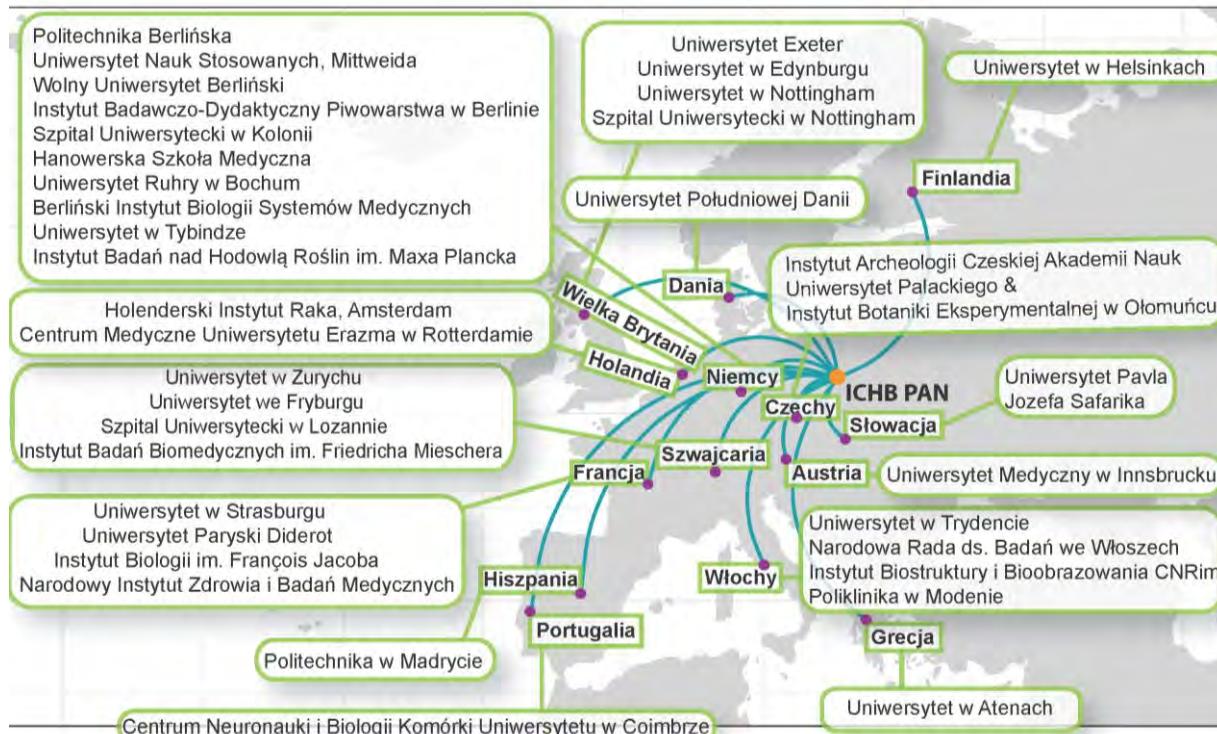 Politechnika Berlińska
Uniwersytet Nauk Stosowanych, Mittweida
Wolny Uniwersytet Berliński
Instytut Badawczo-Dydaktyczny Piwowarstwa w Berlinie
Szpital Uniwersytecki w Kolonii
Hanowerska Szkoła Medyczna
Uniwersytet Ruhry w Bochum
Berliński Instytut Biologii Systemów Medycznych
Uniwersytet w Tybindze
Instytut Badań nad Hodowlą Roślin im. Maxa Plancka
Uniwersytet Exeter
Uniwersytet w Edynburgu
Uniwersytet w Nottingham
Szpital Uniwersytecki w Nottingham
Uniwersytet w Helsinkach
Finlandia
Uniwersytet Południowej Danii
Instytut Archeologii Czeskiej Akademii Nauk
Uniwersytet Palackiego &
Instytut Botaniki Eksperymentalnej w Ołomuńcu
Dania
Wielka Brytania
Holenderski Instytut Raka, Amsterdam
Centrum Medyczne Uniwersytetu Erazma w Rotterdamie
Holandia
Niemcy
ICHB PAN
Czechy
Słowacja
Uniwersytet Pavla
Jozefa Safarika
Uniwersytet w Zurychu
Uniwersytet we Fryburgu
Szpital Uniwersytecki w Lozannie
Instytut Badań Biomedycznych im. Friedricha Mieschera
Szwajcaria
Francja
Austria
Uniwersytet Medyczny w Innsbrucku
Uniwersytet w Strasburgu
Uniwersytet Paryski Diderot
Instytut Biologii im. François Jacoba
Narodowy Instytut Zdrowia i Badań Medycznych
Hiszpania
Włochy
Uniwersytet w Trydencie
Narodowa Rada ds. Badań we Włoszech
Instytut Biostruktury i Bioobrazowania CNRim
Poliklinika w Modenie
Portugalia
Grecja
Politechnika w Madrycie
Uniwersytet w Atenach
Centrum Neuronauki i Biologii Komórki Uniwersytetu w Coimbrze